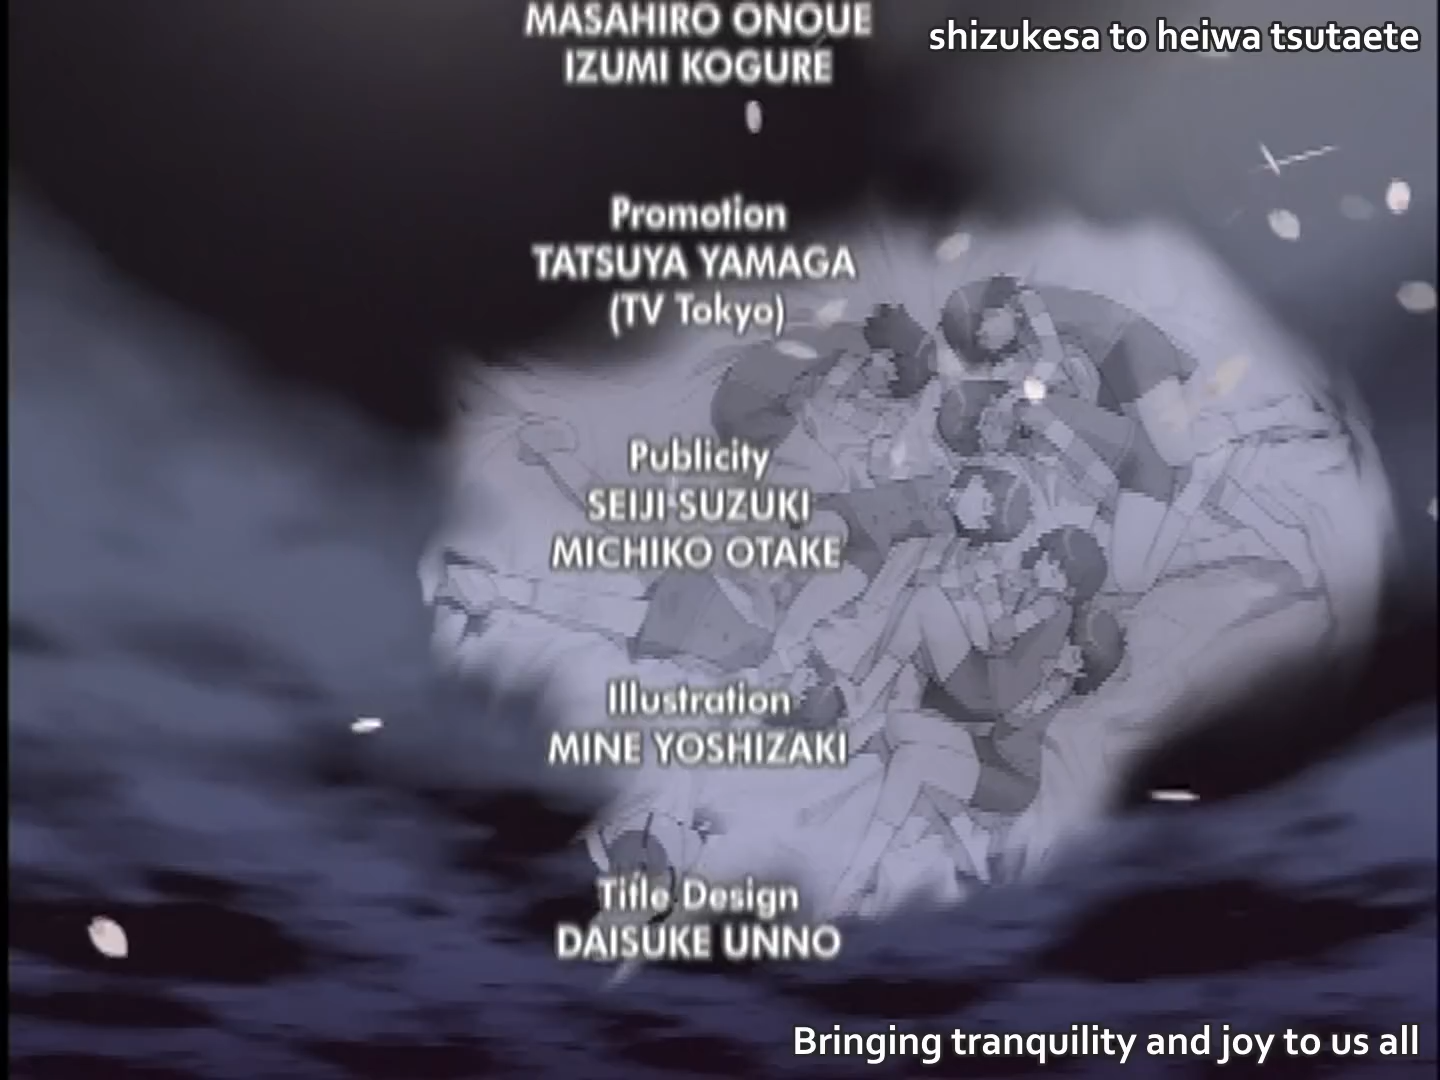 MASAHIRO ONOUE
IZUMI KOGURE
shizukesa to heiwa tsutaete
Promotion
TATSUYA YAMAGA
(TV Tokyo)
Publicity
SEIJI SUZUKI
MICHIKO OTAKE
Illustration
MINE YOSHIZAKI
Title Design
DAISUKE UNNO
Bringing tranquility and joy to us all